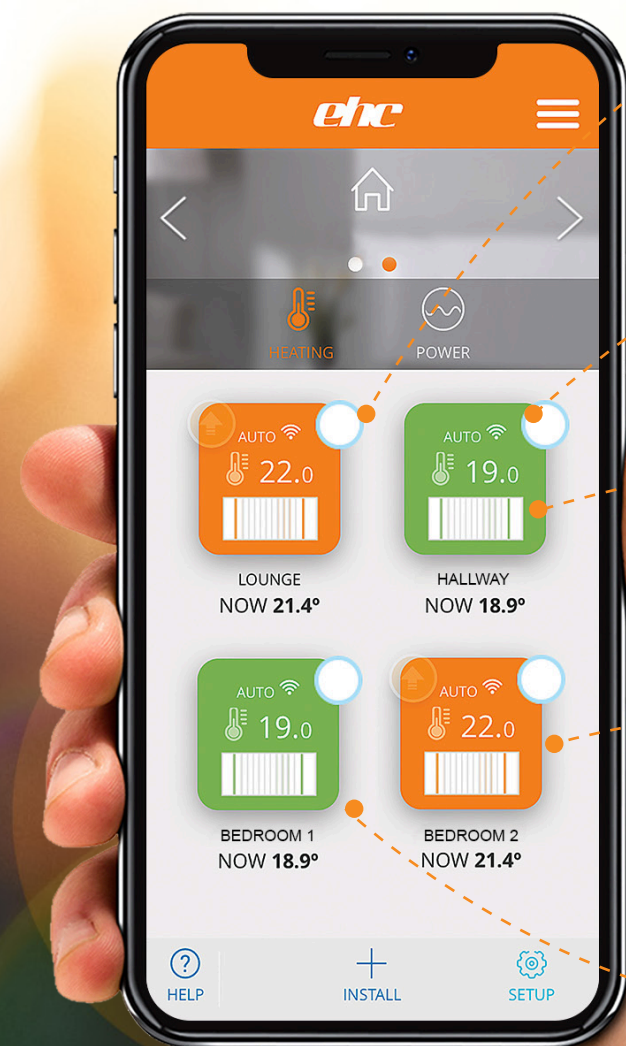 ehc
HEATING
POWER
AUTO
22.0
AUTO
19.0
LOUNGE
NOW 21.4º
HALLWAY
NOW 18.9º
AUTO
19.0
AUTO
22.0
BEDROOM 1
NOW 18.9º
BEDROOM 2
NOW 21.4º
?
HELP
INSTALL
SETUP